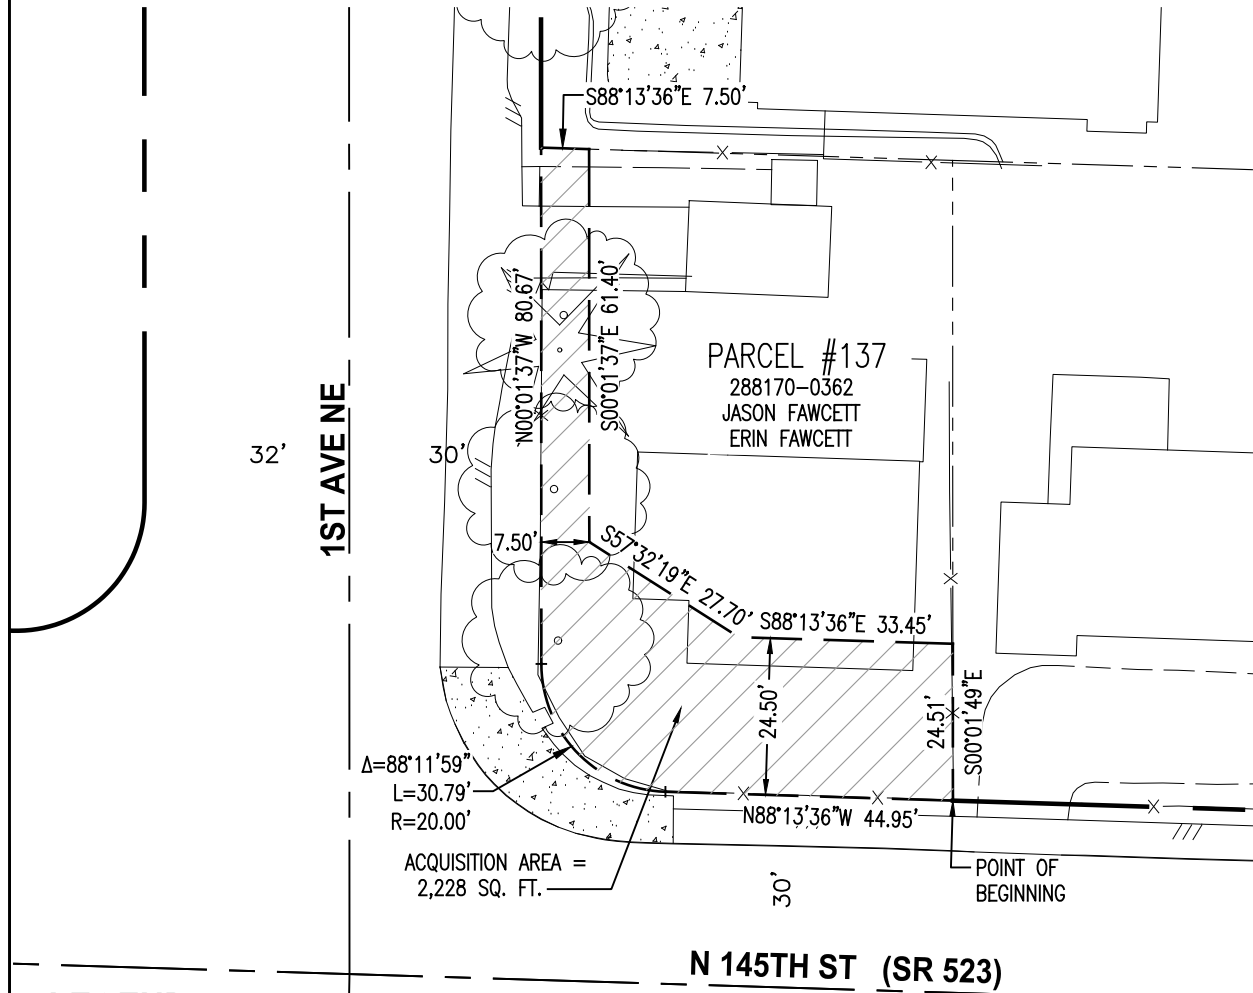 S88°13'36"E 7.50'
N00°01'37"W 80.67'
S00°01'37"E 61.40'
PARCEL #137
288170-0362
JASON FAWCETT
ERIN FAWCETT
32'
1ST AVE NE
30'
7.50'
S57°32'19"E 27.70'
S88°13'36"E 33.45'
24.50'
24.51'
S00°01'49"E
Δ=88°11'59"
L=30.79'
R=20.00'
N88°13'36"W 44.95'
ACQUISITION AREA =
2,228 SQ. FT.
30'
POINT OF
BEGINNING
N 145TH ST (SR 523)